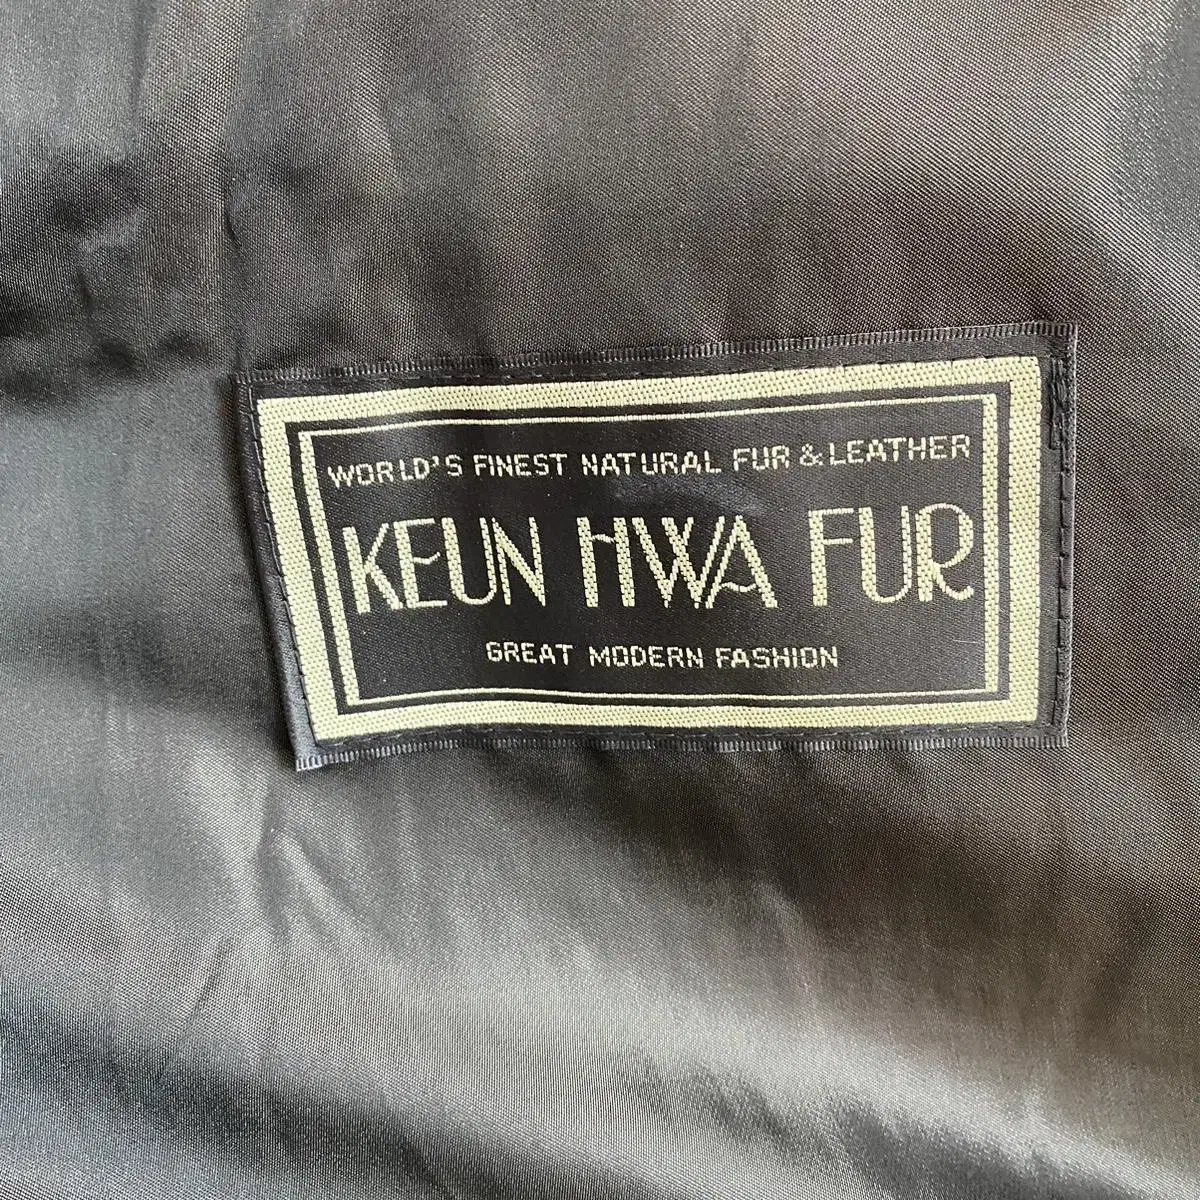 WORLD'S FINEST NATURAL FUR & LEATHER
KEUN HWA FUR
GREAT MODERN FASHION